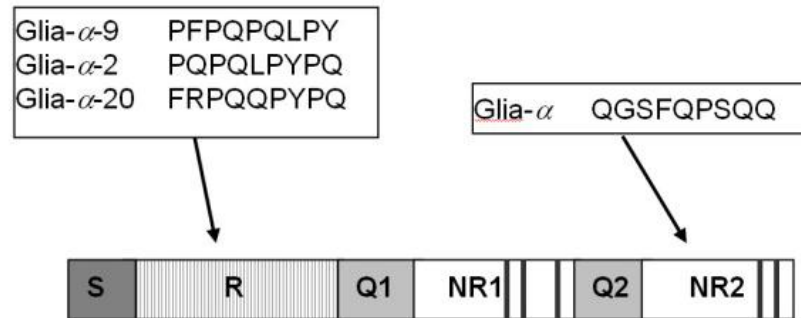 Glia-α-9 PFPQPQLPY
Glia-α-2 PQPQLPYPQ
Glia-α-20 FRPQQPYPQ
Glia-α QGSFQPSQQ
S R Q1 NR1 Q2 NR2